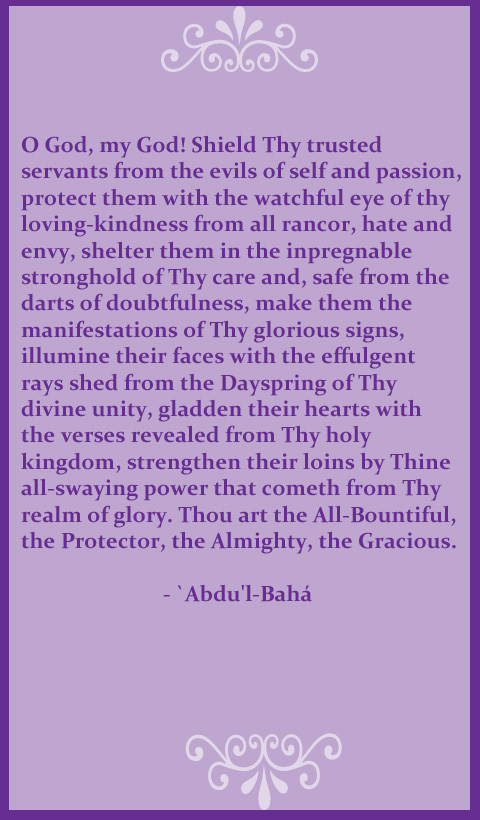 O God, my God! Shield Thy trusted
servants from the evils of self and passion,
protect them with the watchful eye of thy
loving-kindness from all rancor, hate and
envy, shelter them in the inpregnable
stronghold of Thy care and, safe from the
darts of doubtfulness, make them the
manifestations of Thy glorious signs,
illumine their faces with the effulgent
rays shed from the Dayspring of Thy
divine unity, gladden their hearts with
the verses revealed from Thy holy
kingdom, strengthen their loins by Thine
all-swaying power that cometh from Thy
realm of glory. Thou art the All-Bountiful,
the Protector, the Almighty, the Gracious.
- `Abdu'l-Bahá